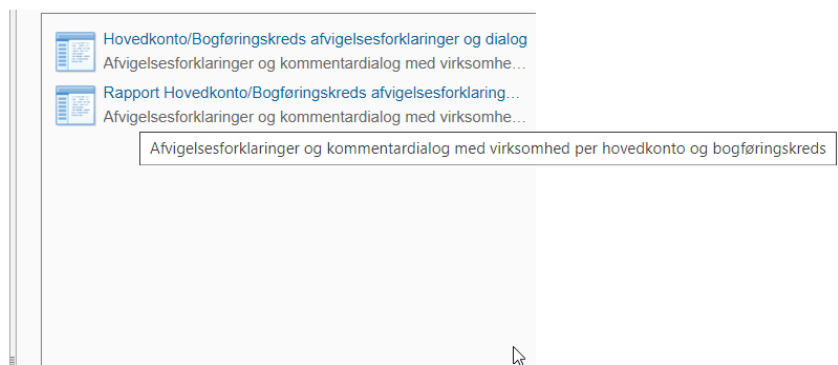 Hovedkonto/Bogføringskreds afvigelsesforklaringer og dialog
Afvigelsesforklaringer og kommentardialog med virksomhe...
Rapport Hovedkonto/Bogføringskreds afvigelsesforklaring...
Afvigelsesforklaringer og kommentardialog med virksomhe...
Afvigelsesforklaringer og kommentardialog med virksomhed per hovedkonto og bogføringskreds